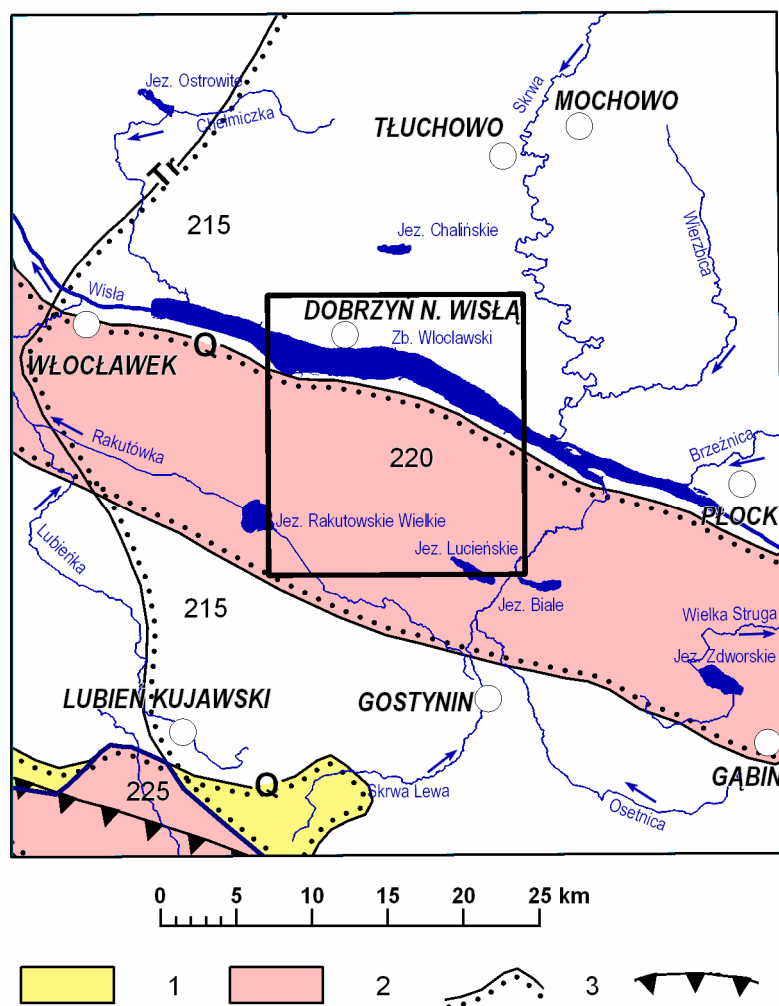 Jez. Ostrowite
Chełmiczka
Skrwa
MOCHOWO
TŁUCHOWO
Tr
215
Wierzbica
Jez. Chalińskie
Wisła
DOBRZYN N. WISŁĄ
Zb. Włocławski
Q
WŁOCŁAWEK
Rakutówka
220
Brzeźnica
PŁOCK
Jez. Rakutowskie Wielkie
Lubieńka
Jez. Lucieńskie
Jez. Białe
215
Wielka Struga
Jez. Zdworskie
LUBIEŃ KUJAWSKI
GOSTYNIN
GĄBIN
Q
225
Skrwa Lewa
Osetnica
0 5 10 15 20 25 km
1 2 3